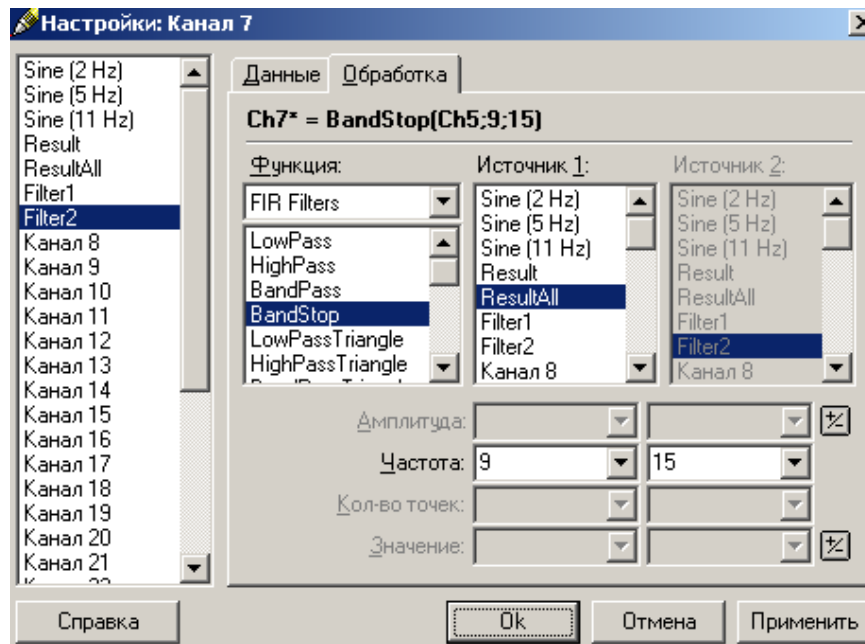 Настройки: Канал 7
Sine (2 Hz)
Sine (5 Hz)
Sine (11 Hz)
Result
ResultAll
Filter1
Filter2
Канал 8
Канал 9
Канал 10
Канал 11
Канал 12
Канал 13
Канал 14
Канал 15
Канал 16
Канал 17
Канал 18
Канал 19
Канал 20
Канал 21
Данные
Обработка
Ch7* = BandStop(Ch5;9;15)
Функция:
FIR Filters
LowPass
HighPass
BandPass
BandStop
LowPassTriangle
HighPassTriangle
Источник 1:
Sine (2 Hz)
Sine (5 Hz)
Sine (11 Hz)
Result
ResultAll
Filter1
Filter2
Канал 8
Источник 2:
Sine (2 Hz)
Sine (5 Hz)
Sine (11 Hz)
Result
ResultAll
Filter1
Filter2
Канал 8
Амплитуда:
Частота: 9 15
Кол-во точек:
Значение:
Справка
Ok
Отмена
Применить